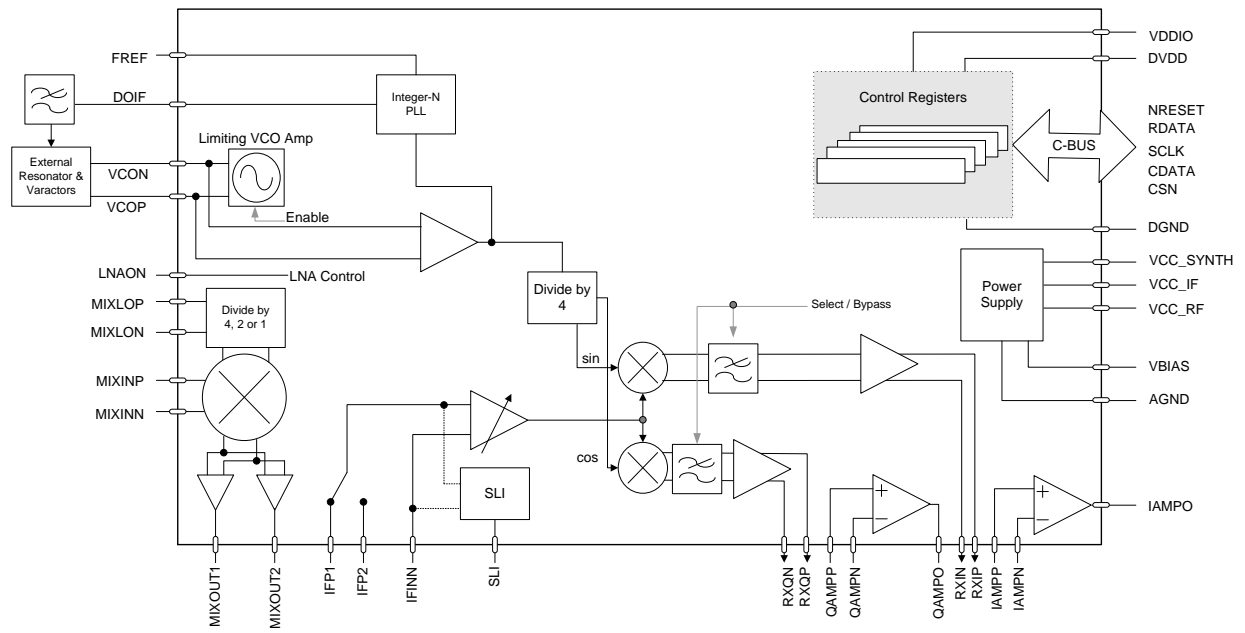 FREF
DOIF
Integer-N
PLL
Limiting VCO Amp
External
Resonator &
Varactors
VCON
VCOP
Enable
LNAON
LNA Control
MIXLOP
MIXLON
Divide by
4, 2 or 1
MIXINP
MIXINN
Divide by
4
sin
cos
Select / Bypass
SLI
Control Registers
C-BUS
VDDIO
DVDD
NRESET
RDATA
SCLK
CDATA
CSN
DGND
Power
Supply
VCC_SYNTH
VCC_IF
VCC_RF
VBIAS
AGND
+
−
+
−
IAMPO
MIXOUT1
MIXOUT2
IFP1
IFP2
IFINN
SLI
RXQN
RXQP
QAMPP
QAMPN
QAMPO
RXIN
RXIP
IAMPP
IAMPN